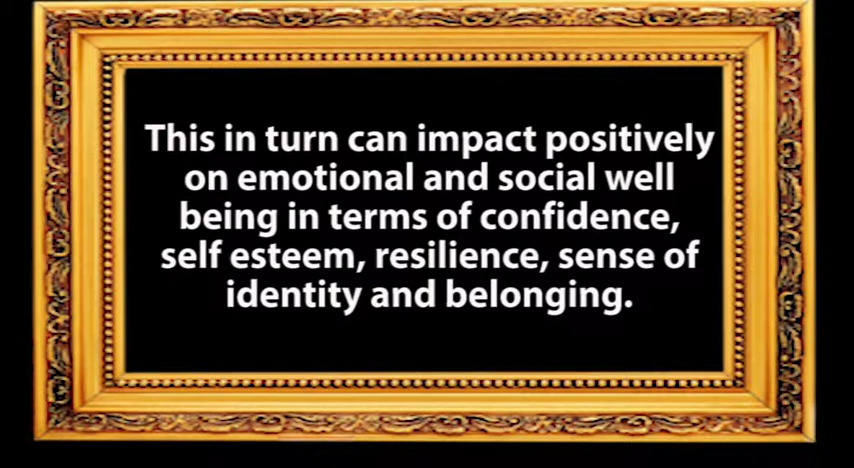 This in turn can impact positively
on emotional and social well
being in terms of confidence,
self esteem, resilience, sense of
identity and belonging.